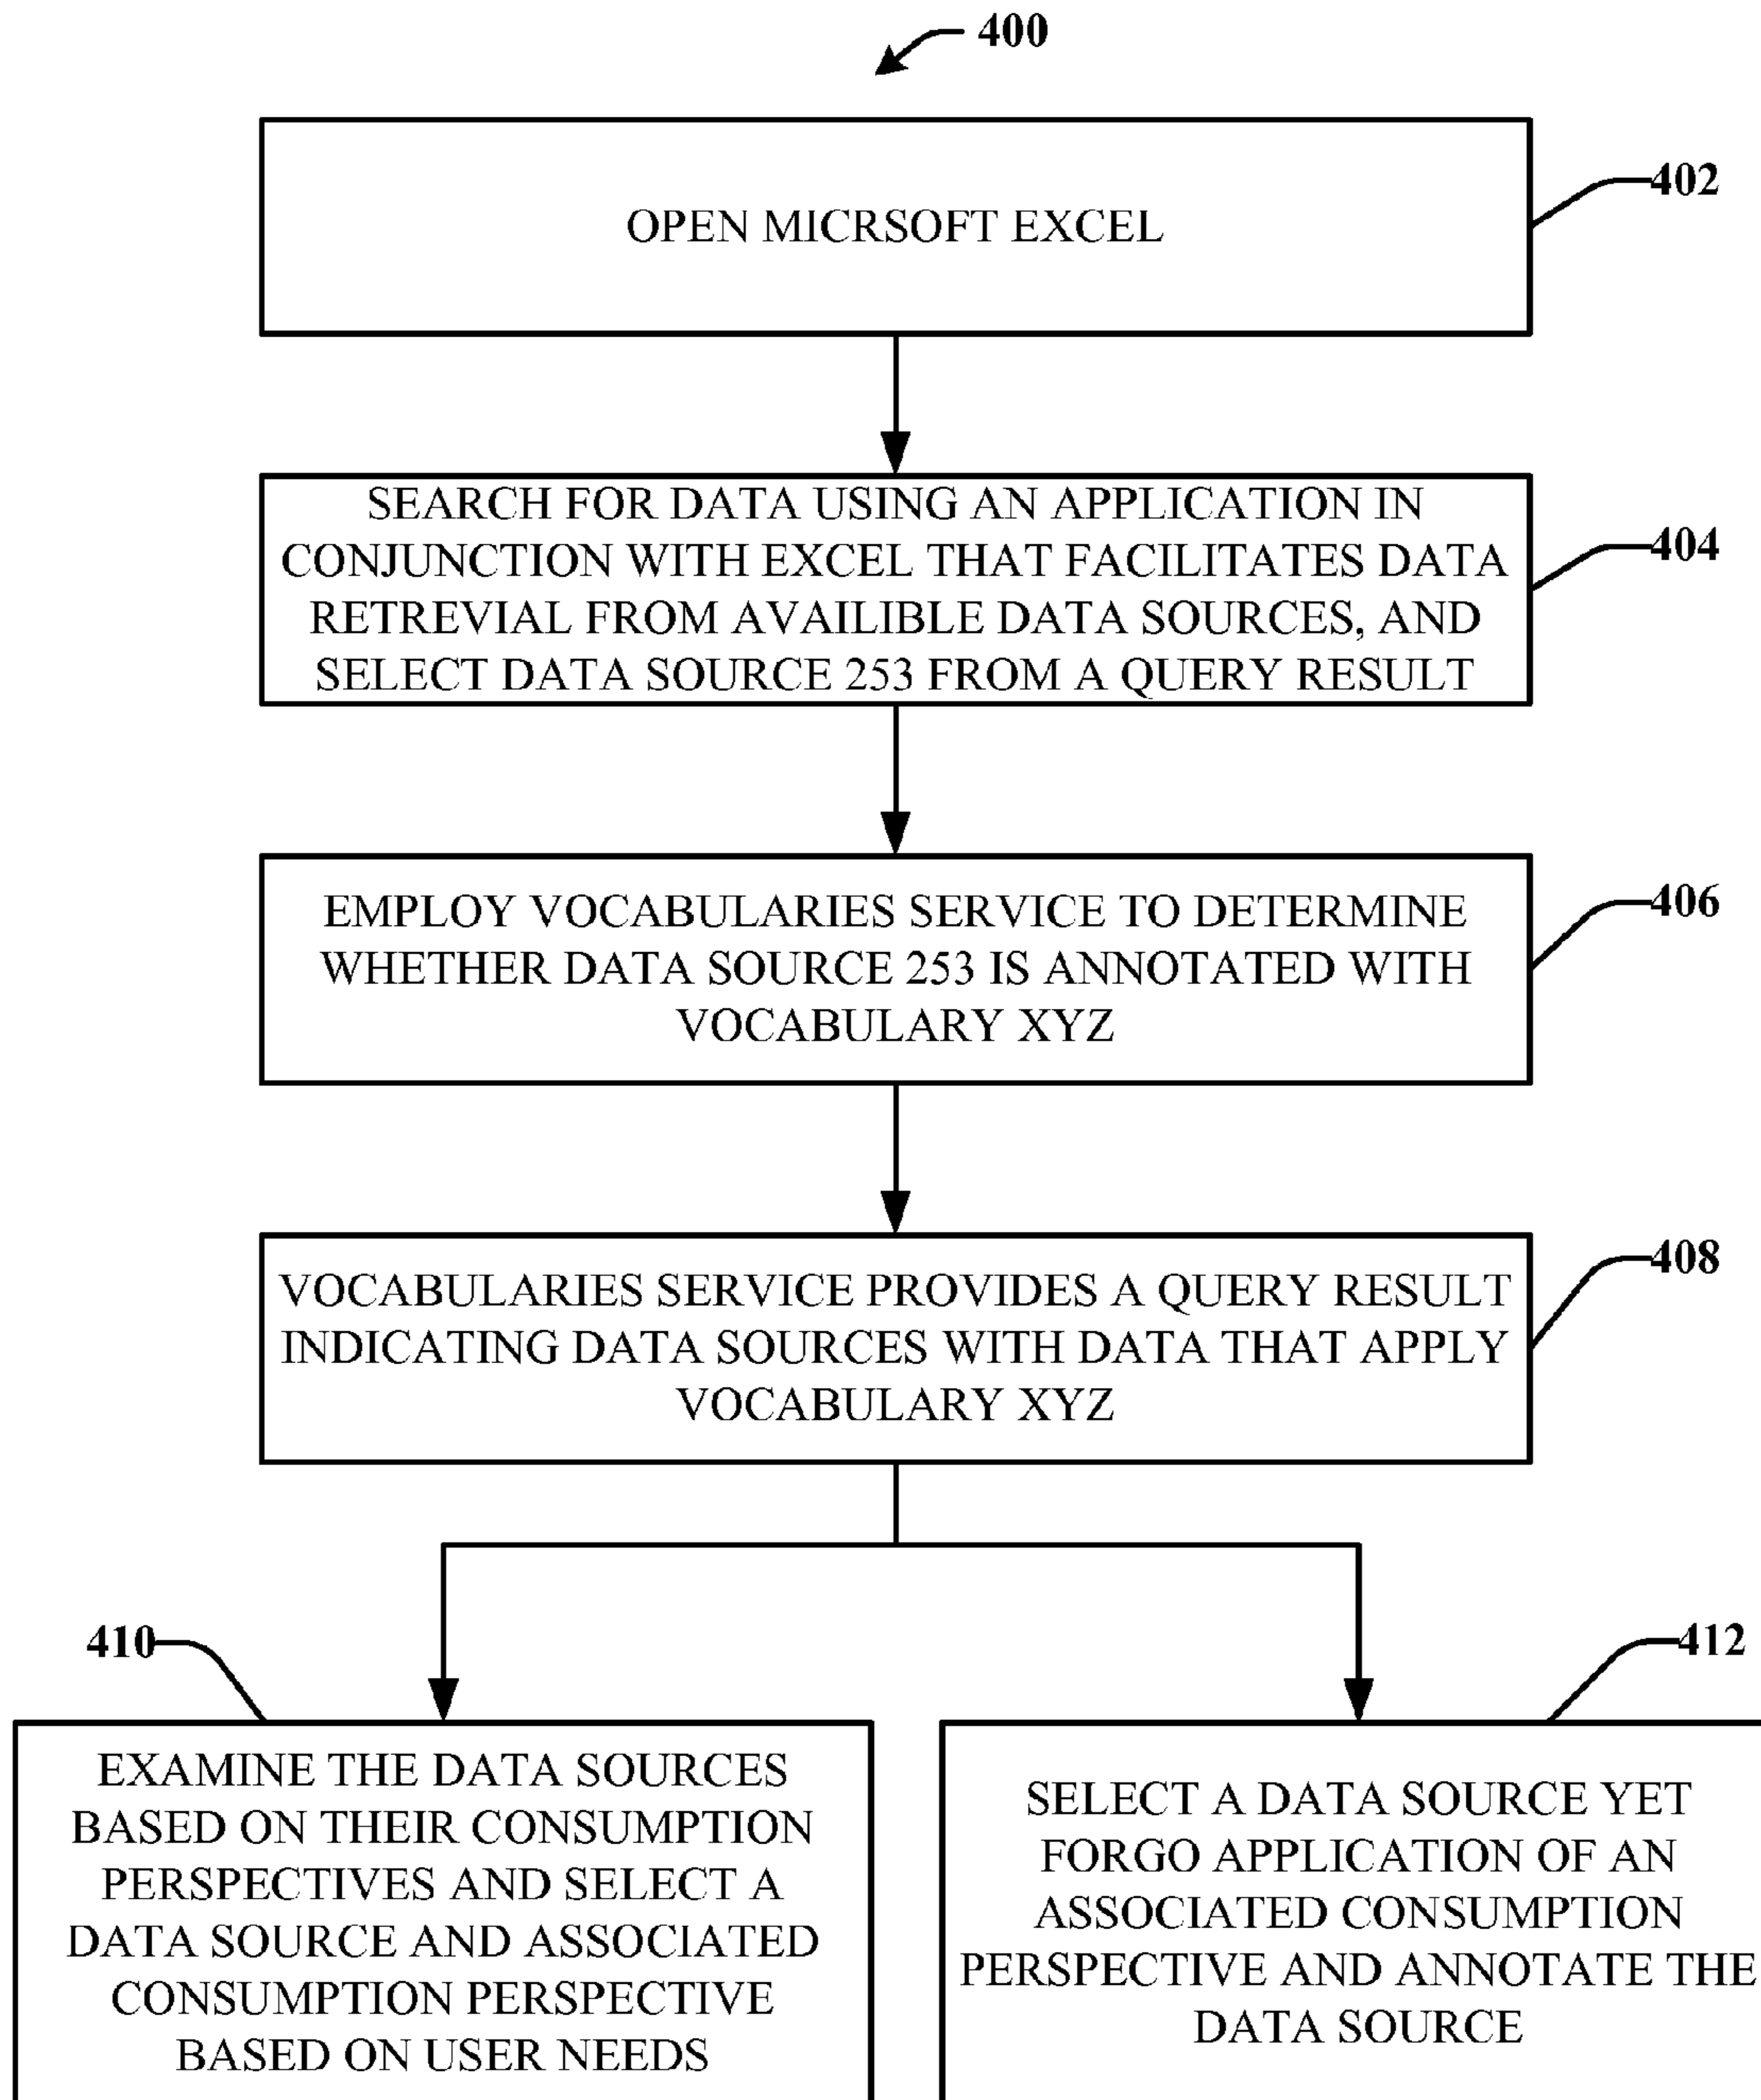 400
OPEN MICRSOFT EXCEL
402
SEARCH FOR DATA USING AN APPLICATION IN
CONJUNCTION WITH EXCEL THAT FACILITATES DATA
RETREVIAL FROM AVAILIBLE DATA SOURCES, AND
SELECT DATA SOURCE 253 FROM A QUERY RESULT
404
EMPLOY VOCABULARIES SERVICE TO DETERMINE
WHETHER DATA SOURCE 253 IS ANNOTATED WITH
VOCABULARY XYZ
406
VOCABULARIES SERVICE PROVIDES A QUERY RESULT
INDICATING DATA SOURCES WITH DATA THAT APPLY
VOCABULARY XYZ
408
410
EXAMINE THE DATA SOURCES
BASED ON THEIR CONSUMPTION
PERSPECTIVES AND SELECT A
DATA SOURCE AND ASSOCIATED
CONSUMPTION PERSPECTIVE
BASED ON USER NEEDS
412
SELECT A DATA SOURCE YET
FORGO APPLICATION OF AN
ASSOCIATED CONSUMPTION
PERSPECTIVE AND ANNOTATE THE
DATA SOURCE